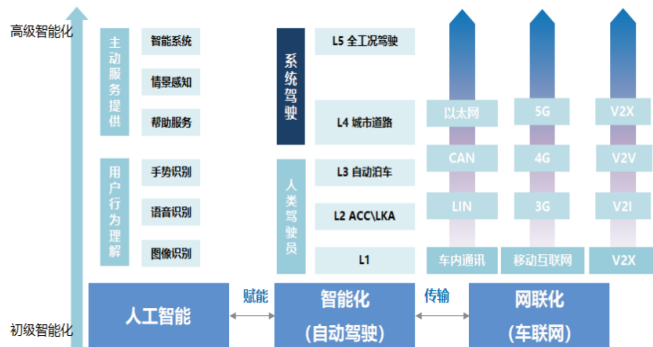 高级智能化
主动服务提供
智能系统
情景感知
帮助服务
用户行为理解
手势识别
语音识别
图像识别
系统驾驶
L5 全工况驾驶
L4 城市道路
人类驾驶员
L3 自动泊车
L2 ACC\LKA
L1
以太网
CAN
LIN
车内通讯
5G
4G
3G
移动互联网
V2X
V2V
V2I
V2X
初级智能化
人工智能
赋能
智能化
（自动驾驶）
传输
网联化
（车联网）